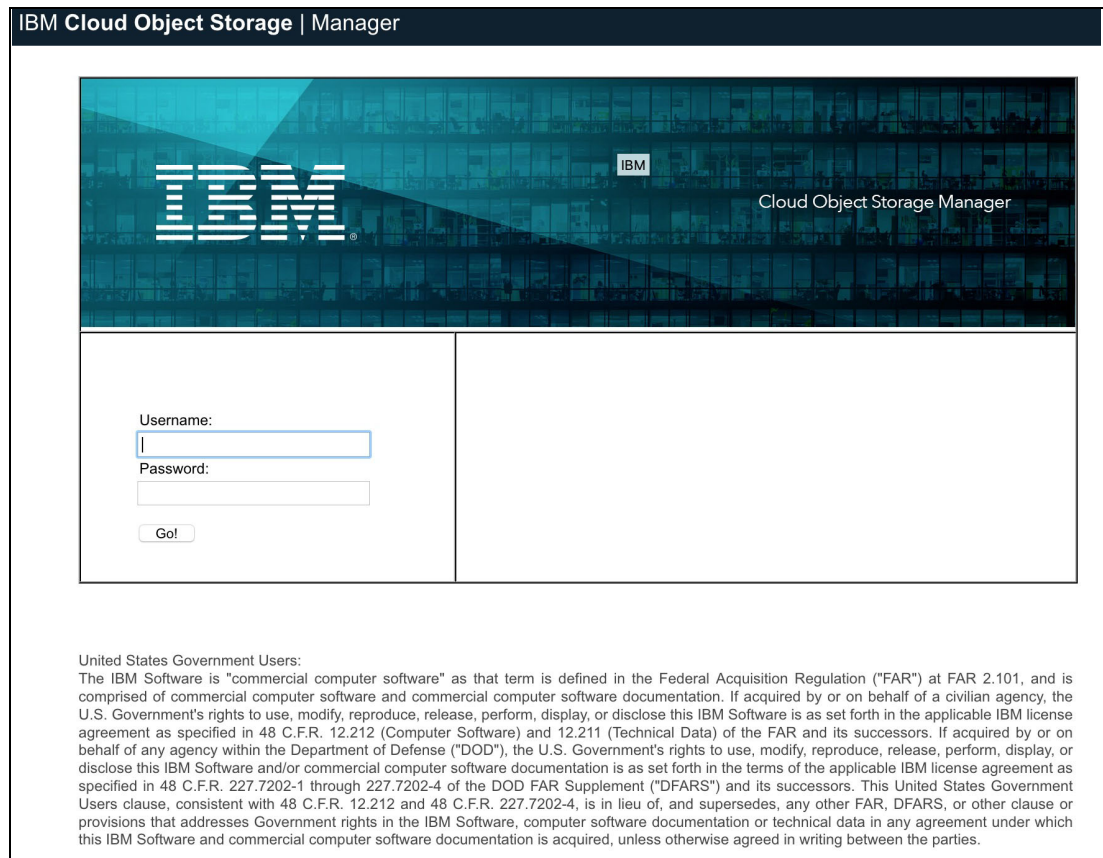 IBM Cloud Object Storage | Manager
IBM
IBM®
Cloud Object Storage Manager
Username:
Password:
Go!
United States Government Users:
The IBM Software is "commercial computer software" as that term is defined in the Federal Acquisition Regulation ("FAR") at FAR 2.101, and is
comprised of commercial computer software and commercial computer software documentation. If acquired by or on behalf of a civilian agency, the
U.S. Government's rights to use, modify, reproduce, release, perform, display, or disclose this IBM Software is as set forth in the applicable IBM license
agreement as specified in 48 C.F.R. 12.212 (Computer Software) and 12.211 (Technical Data) of the FAR and its successors. If acquired by or on
behalf of any agency within the Department of Defense ("DOD"), the U.S. Government's rights to use, modify, reproduce, release, perform, display, or
disclose this IBM Software and/or commercial computer software documentation is as set forth in the terms of the applicable IBM license agreement as
specified in 48 C.F.R. 227.7202-1 through 227.7202-4 of the DOD FAR Supplement ("DFARS") and its successors. This United States Government
Users clause, consistent with 48 C.F.R. 12.212 and 48 C.F.R. 227.7202-4, is in lieu of, and supersedes, any other FAR, DFARS, or other clause or
provisions that addresses Government rights in the IBM Software, computer software documentation or technical data in any agreement under which
this IBM Software and commercial computer software documentation is acquired, unless otherwise agreed in writing between the parties.